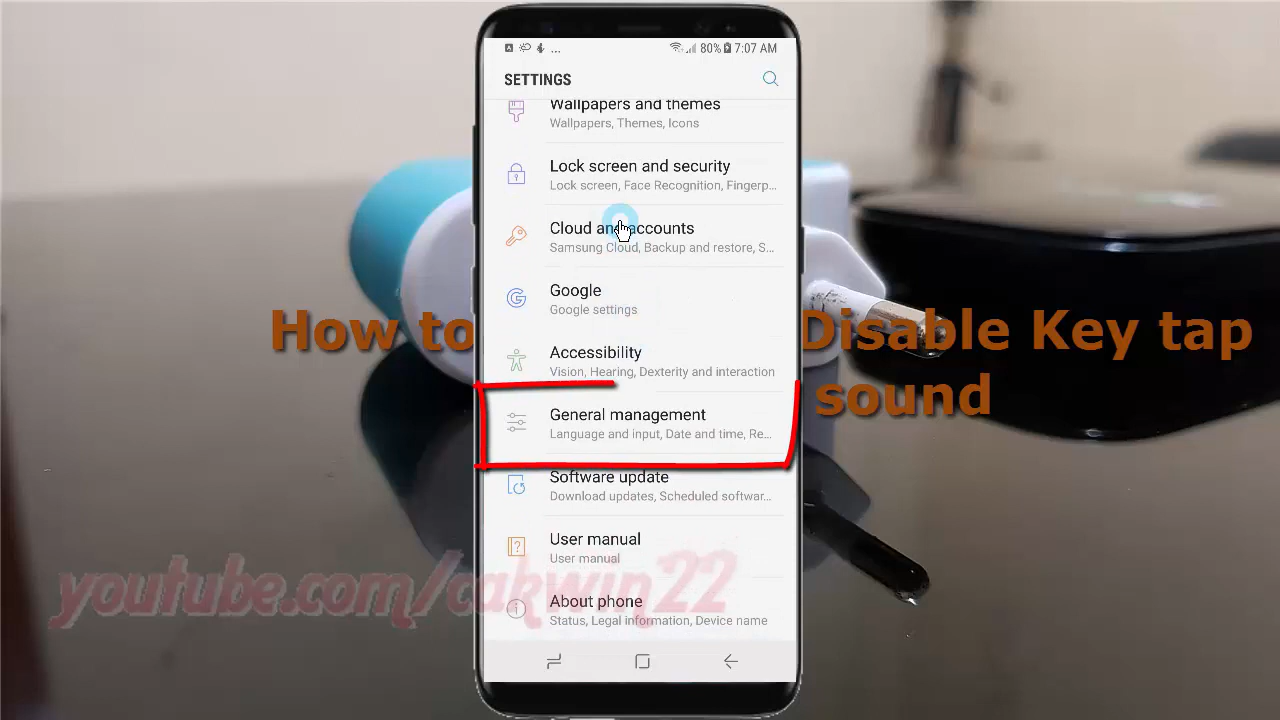 ... 80% 7:07 AM
SETTINGS
Wallpapers and themes
Wallpapers, Themes, Icons
Lock screen and security
Lock screen, Face Recognition, Fingerp...
Cloud and accounts
Samsung Cloud, Backup and restore, S...
Google
Google settings
Accessibility
Vision, Hearing, Dexterity and interaction
General management
Language and input, Date and time, Re...
Software update
Download updates, Scheduled softwar...
User manual
User manual
About phone
Status, Legal information, Device name
How to Disable Key tap
sound
youtube.com/cakwin22